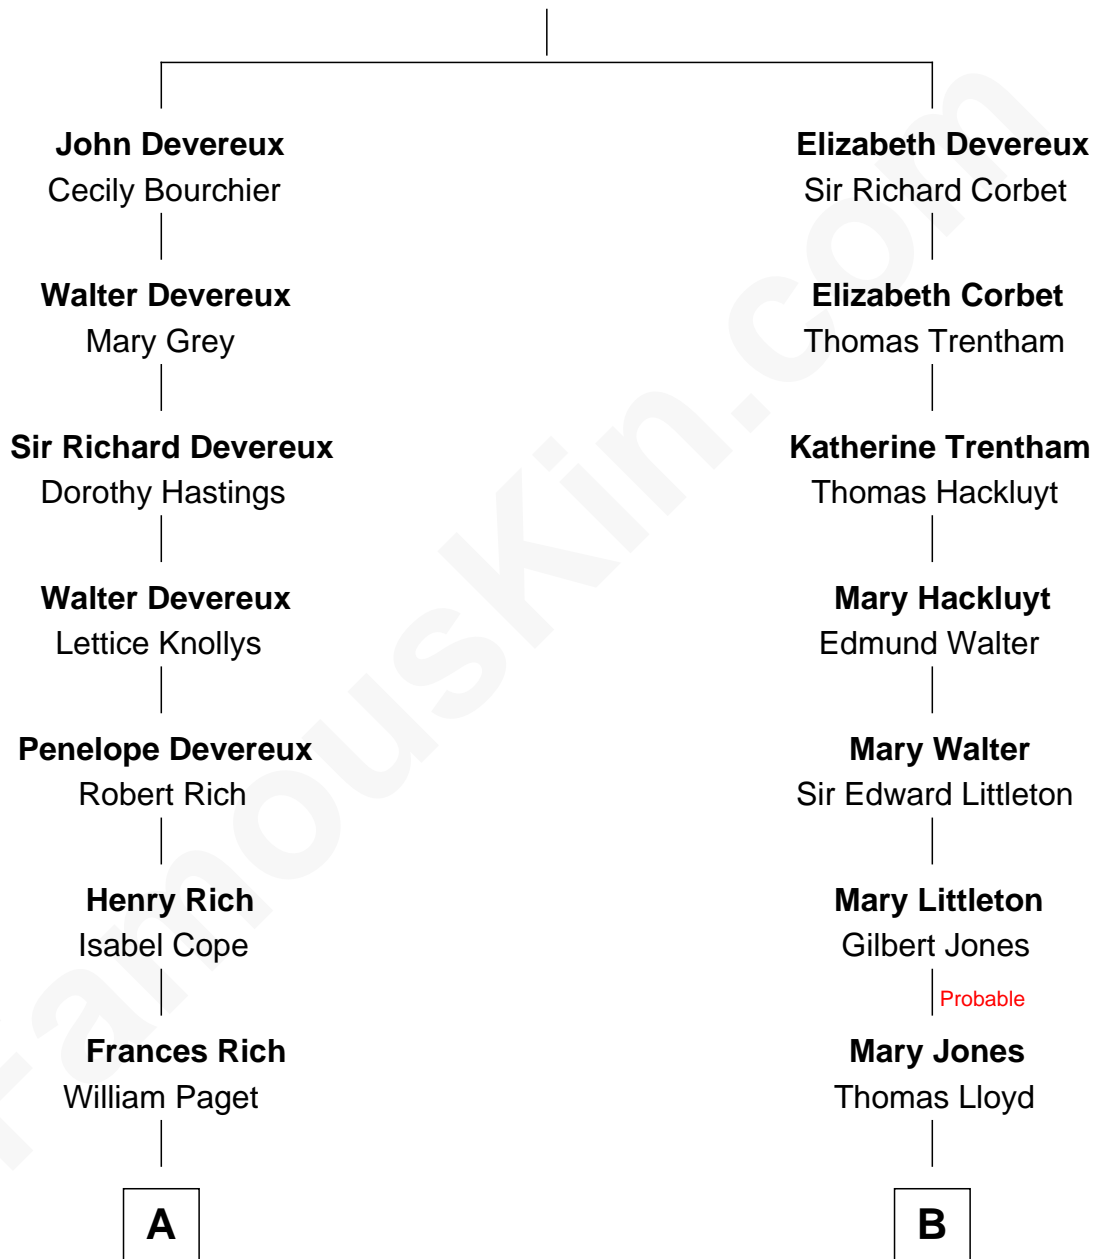 John Devereux
Cecily Bourchier
Elizabeth Devereux
Sir Richard Corbet
Walter Devereux
Mary Grey
Elizabeth Corbet
Thomas Trentham
Sir Richard Devereux
Dorothy Hastings
Katherine Trentham
Thomas Hackluyt
Walter Devereux
Lettice Knollys
Mary Hackluyt
Edmund Walter
Penelope Devereux
Robert Rich
Mary Walter
Sir Edward Littleton
Henry Rich
Isabel Cope
Mary Littleton
Gilbert Jones
Probable
Frances Rich
William Paget
Mary Jones
Thomas Lloyd
A
B
FamousKin.com